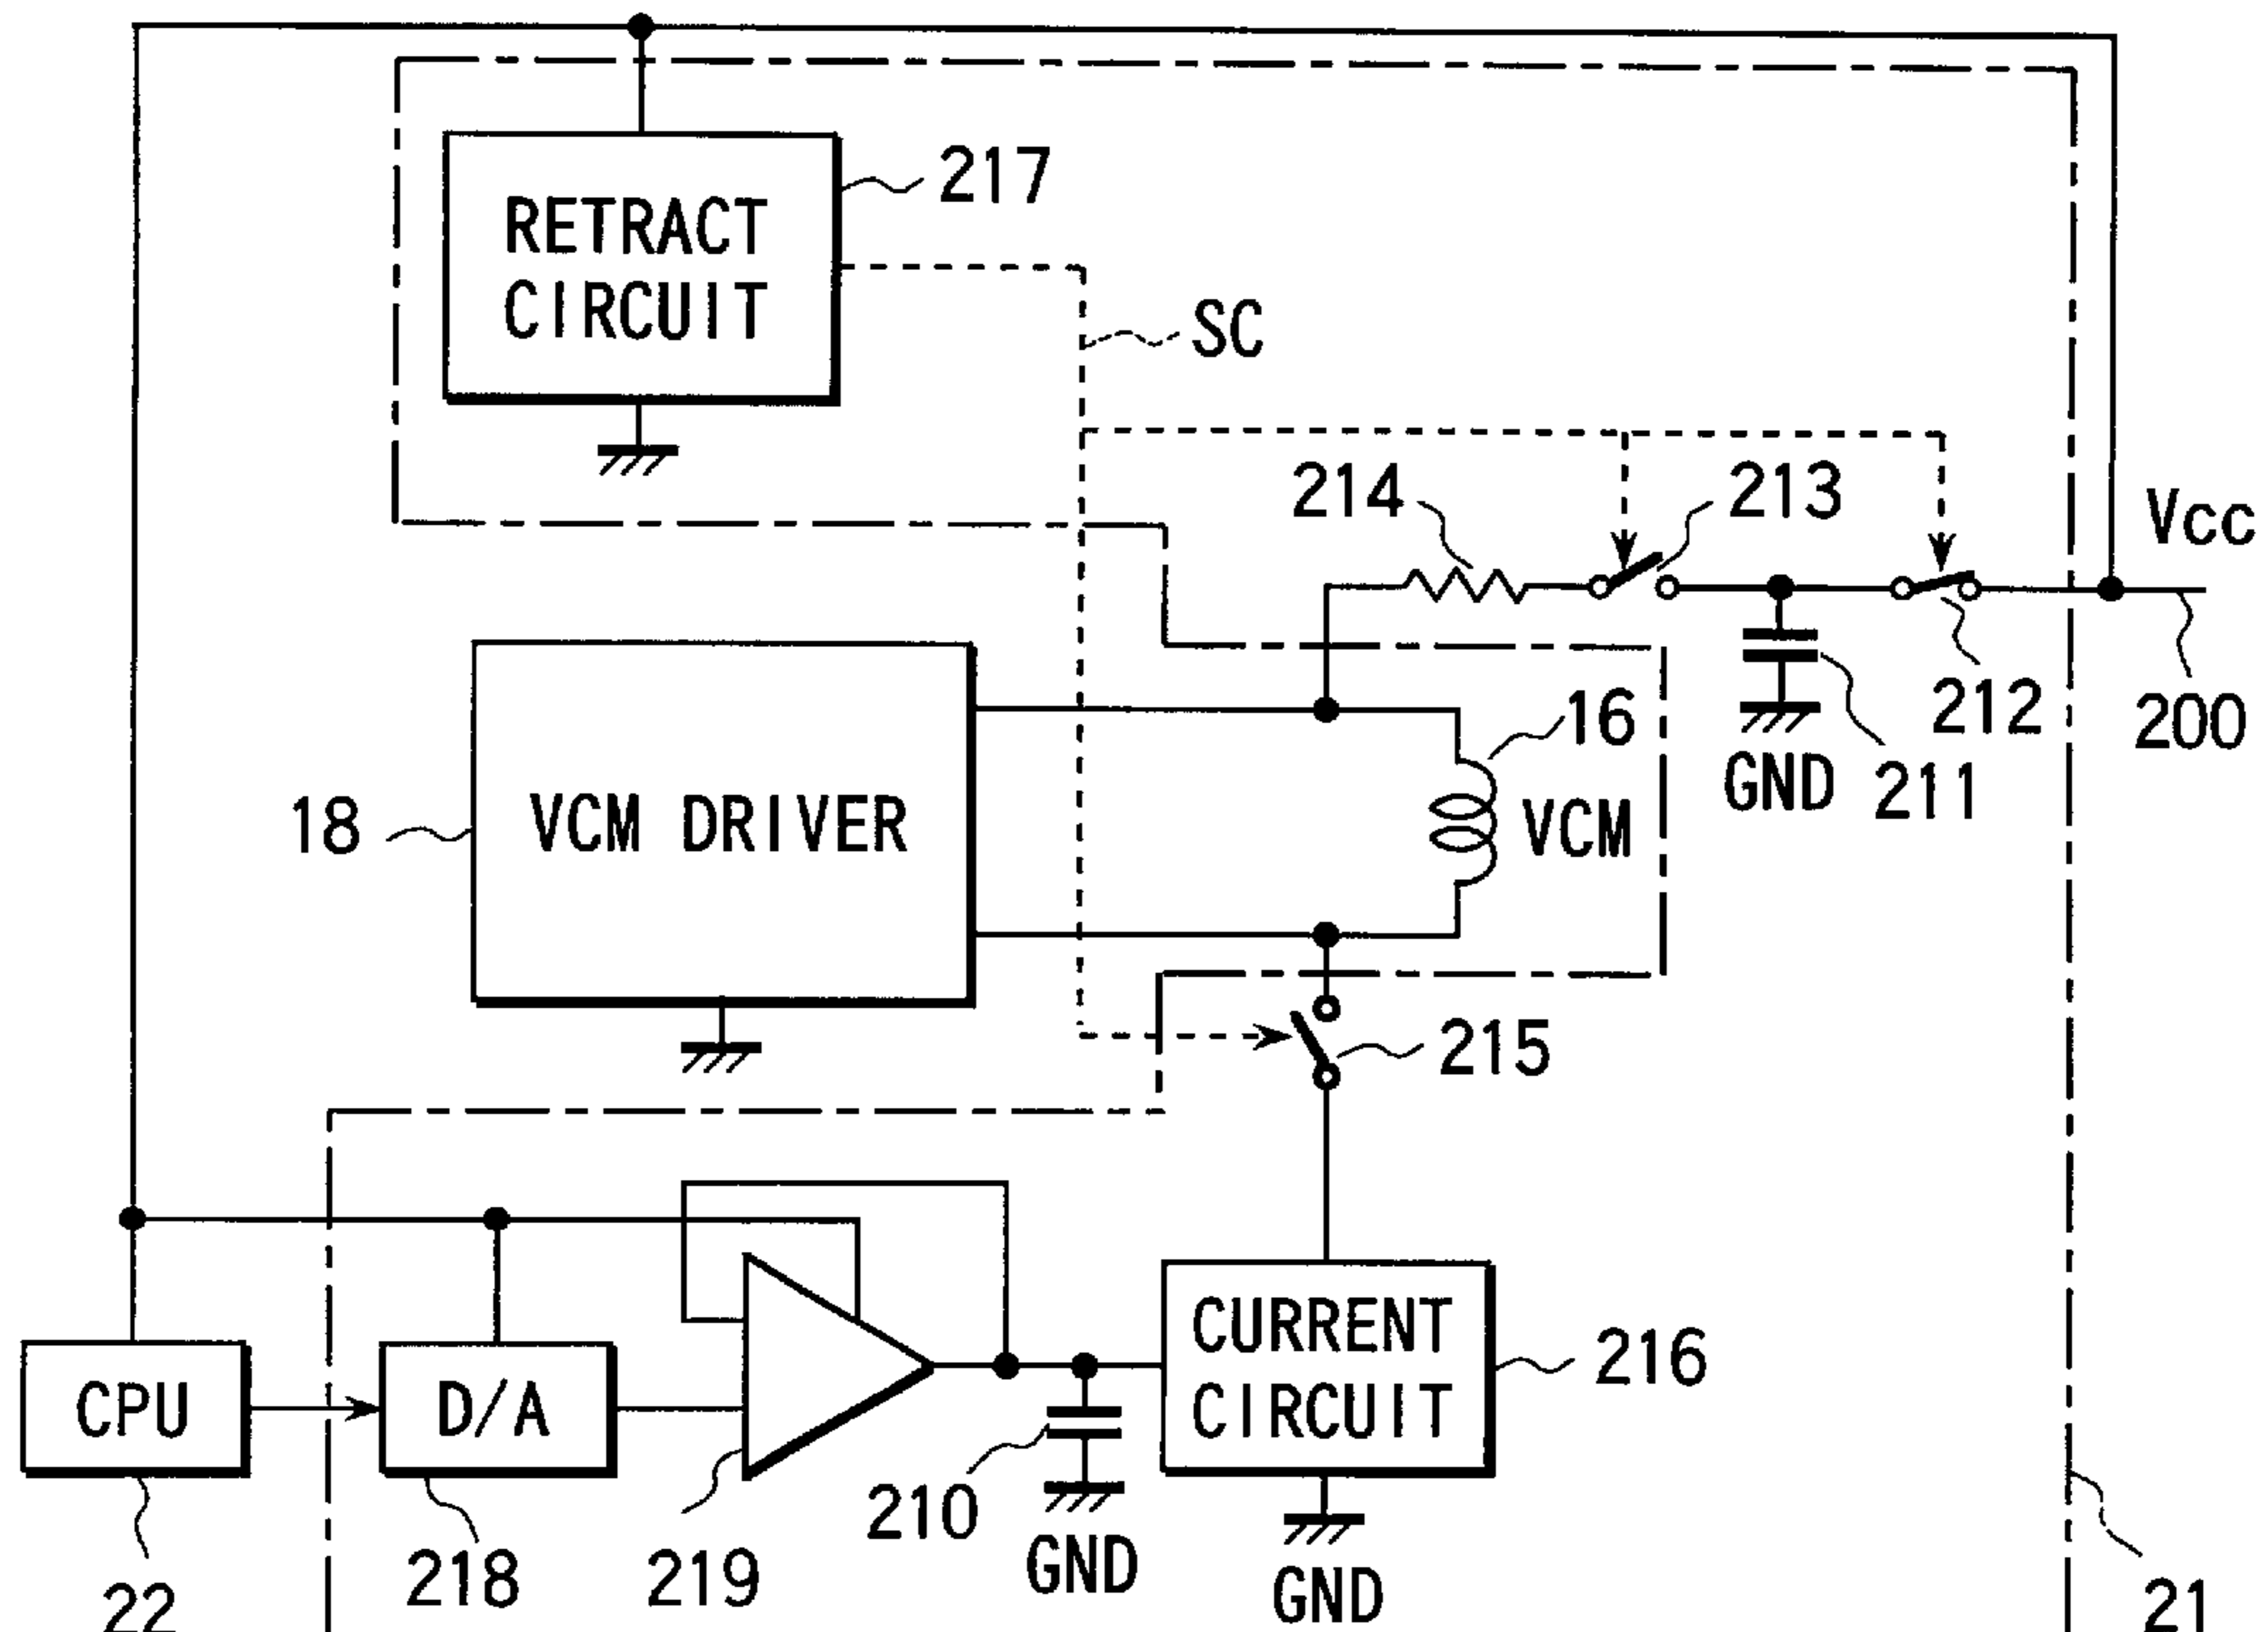 217
RETRACT
CIRCUIT
SC
214
213
Vcc
212
200
16
GND
211
18
VCM DRIVER
VCM
215
CURRENT
CIRCUIT
216
CPU
D/A
210
GND
GND
218
219
22
21